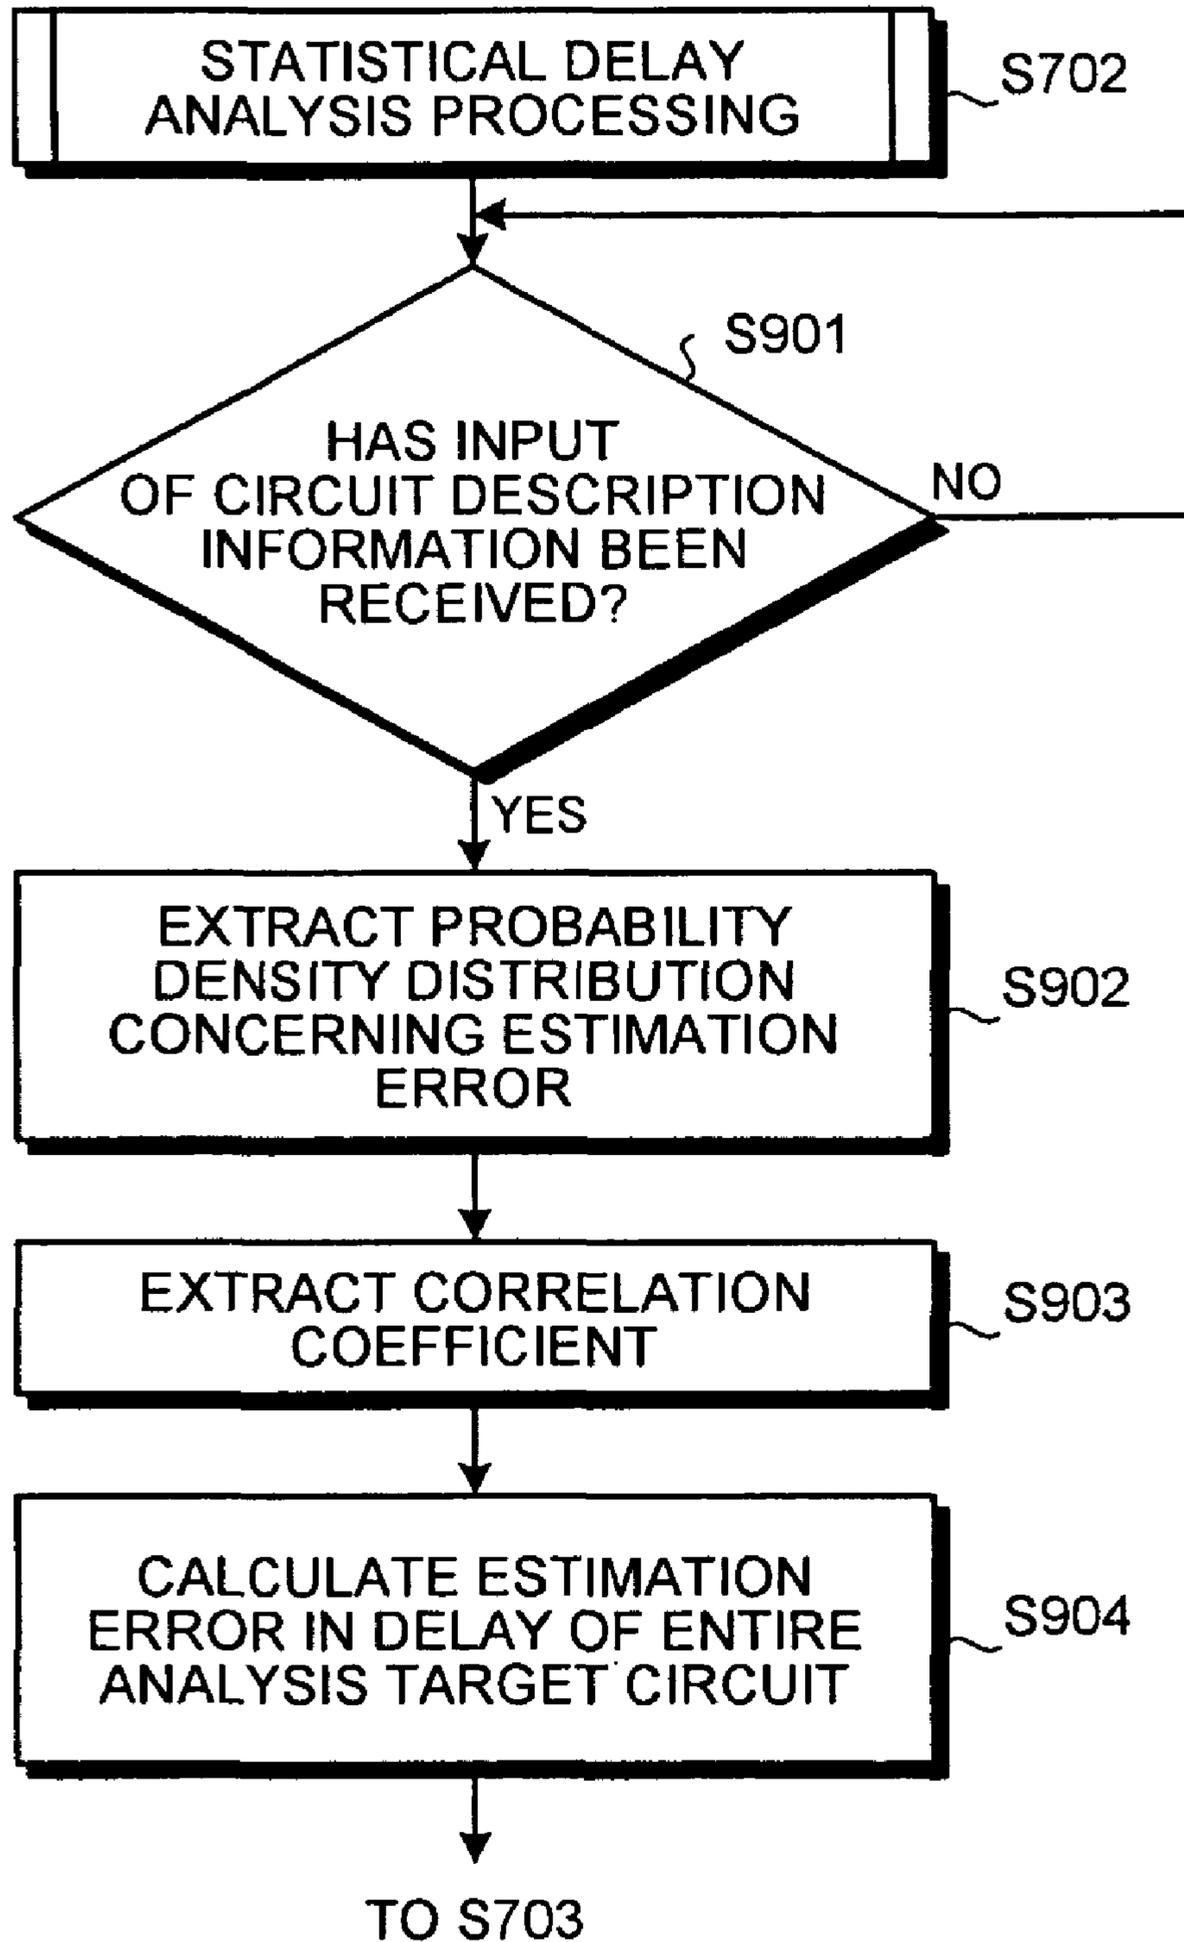 STATISTICAL DELAY
ANALYSIS PROCESSING
S702
S901
HAS INPUT
OF CIRCUIT DESCRIPTION
INFORMATION BEEN
RECEIVED?
NO
YES
EXTRACT PROBABILITY
DENSITY DISTRIBUTION
CONCERNING ESTIMATION
ERROR
S902
EXTRACT CORRELATION
COEFFICIENT
S903
CALCULATE ESTIMATION
ERROR IN DELAY OF ENTIRE
ANALYSIS TARGET CIRCUIT
S904
TO S703